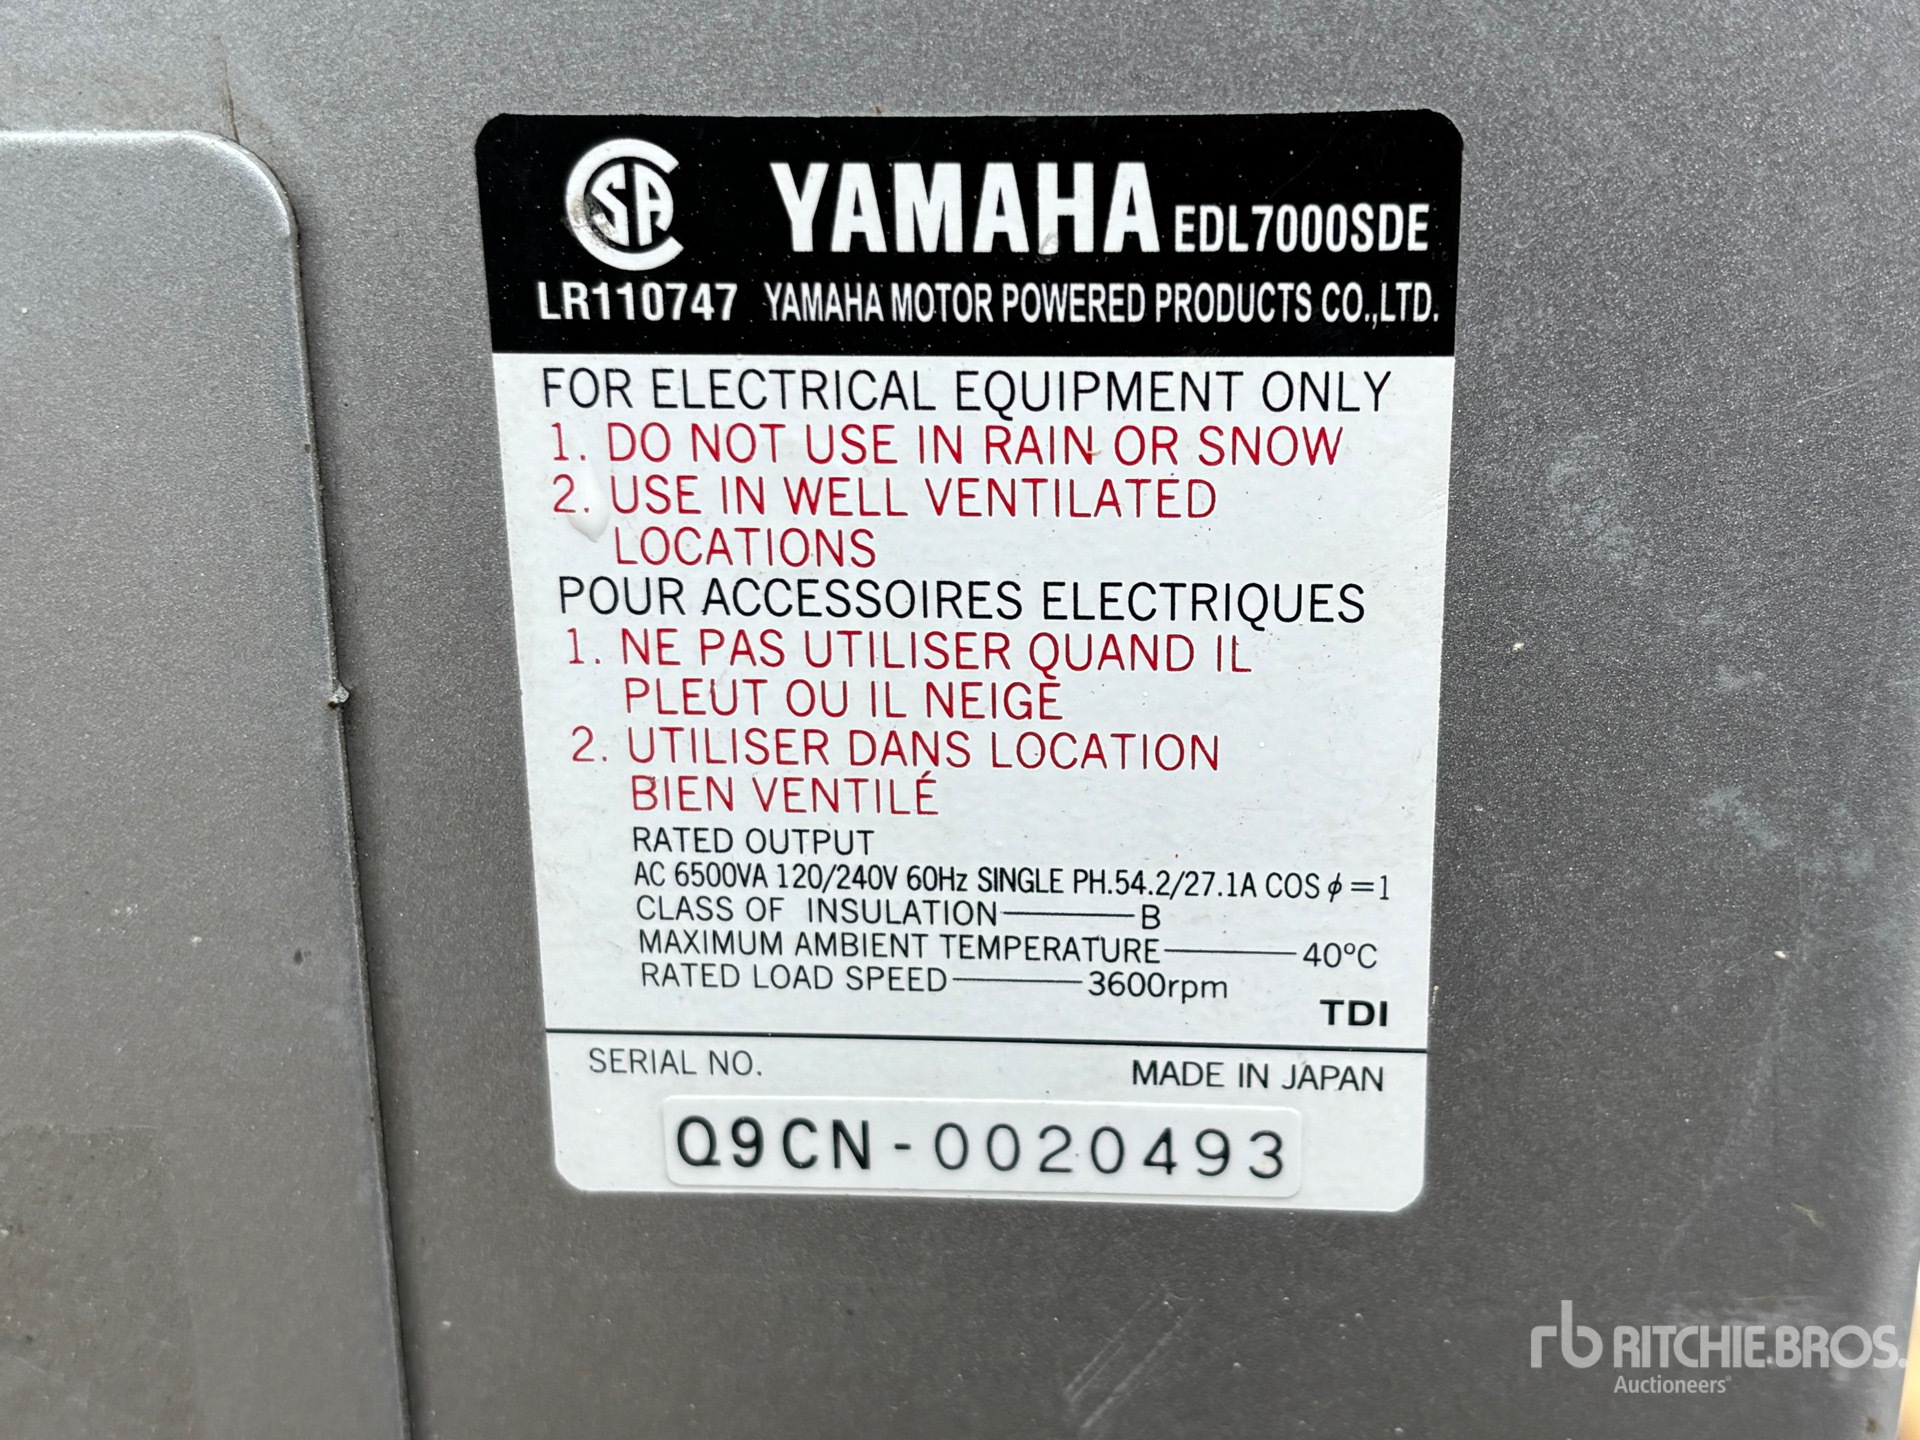 CSA YAMAHA EDL7000SDE
LR110747 YAMAHA MOTOR POWERED PRODUCTS CO.,LTD.
FOR ELECTRICAL EQUIPMENT ONLY
1. DO NOT USE IN RAIN OR SNOW
2. USE IN WELL VENTILATED
LOCATIONS
POUR ACCESSOIRES ELECTRIQUES
1. NE PAS UTILISER QUAND IL
PLEUT OU IL NEIGE
2. UTILISER DANS LOCATION
BIEN VENTILÉ
RATED OUTPUT
AC 6500VA 120/240V 60Hz SINGLE PH.54.2/27.1A COS ϕ=1
CLASS OF INSULATION B
MAXIMUM AMBIENT TEMPERATURE 40°C
RATED LOAD SPEED 3600rpm
TDI
SERIAL NO. MADE IN JAPAN
Q9CN-0020493
rb RITCHIE BROS.
Auctioneers